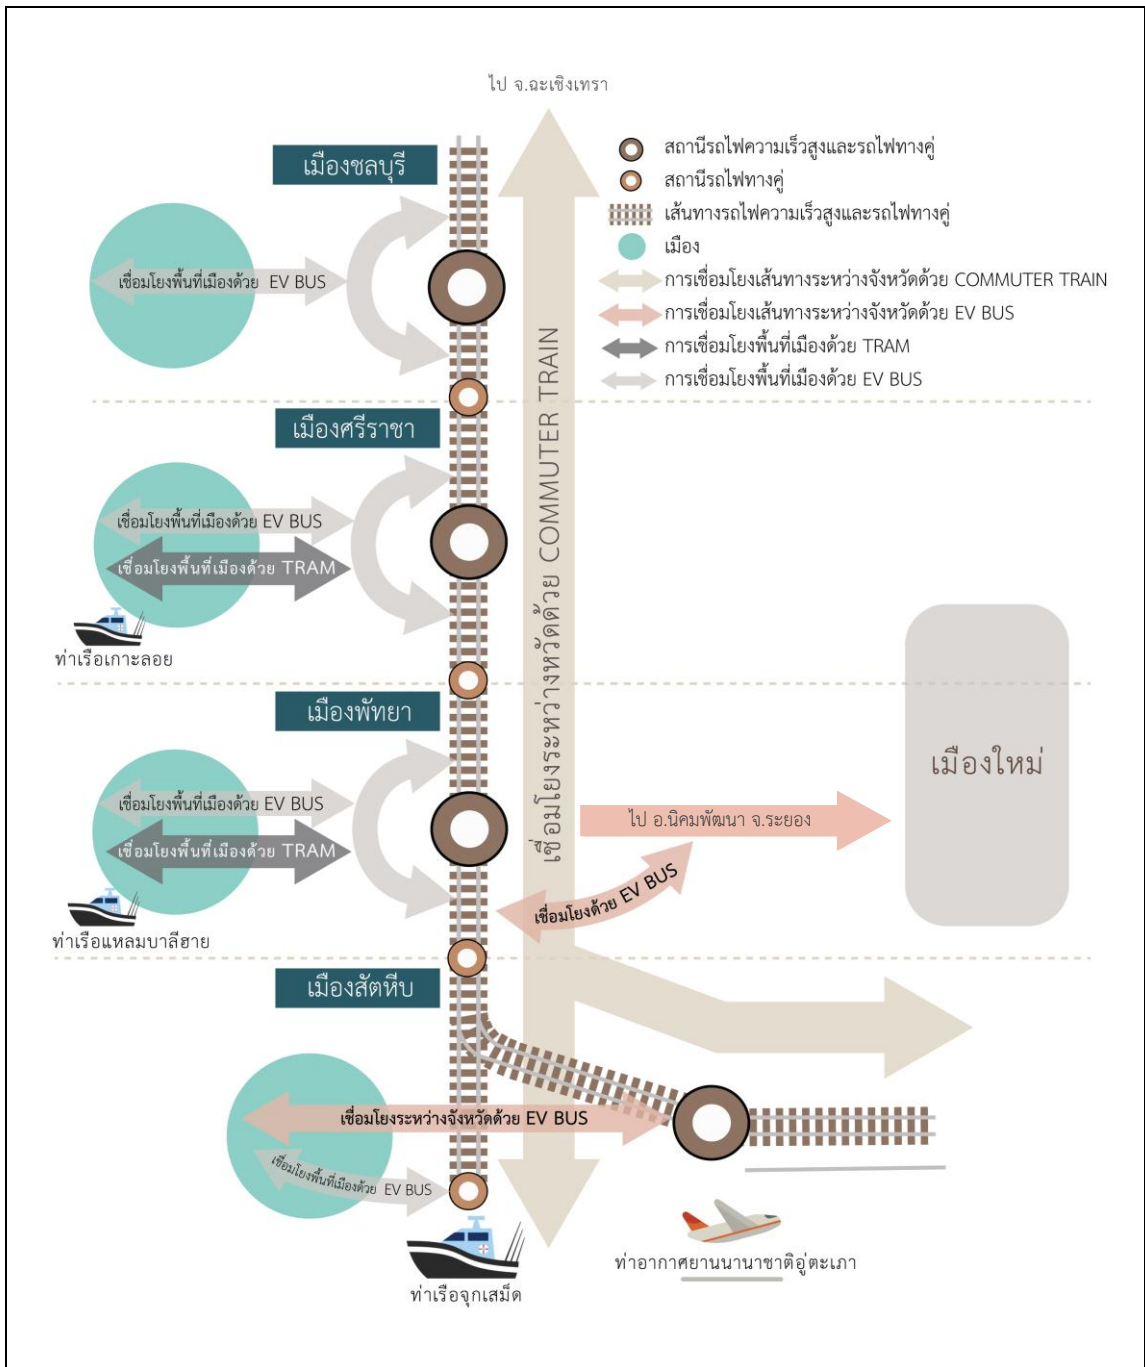 ไป จ.ฉะเชิงเทรา
สถานีรถไฟความเร็วสูงและรถไฟทางคู่
สถานีรถไฟทางคู่
เส้นทางรถไฟความเร็วสูงและรถไฟทางคู่
เมือง
การเชื่อมโยงเส้นทางระหว่างจังหวัดด้วย COMMUTER TRAIN
การเชื่อมโยงเส้นทางระหว่างจังหวัดด้วย EV BUS
การเชื่อมโยงพื้นที่เมืองด้วย TRAM
การเชื่อมโยงพื้นที่เมืองด้วย EV BUS
เมืองชลบุรี
เชื่อมโยงพื้นที่เมืองด้วย EV BUS
เมืองศรีราชา
เชื่อมโยงพื้นที่เมืองด้วย EV BUS
เชื่อมโยงพื้นที่เมืองด้วย TRAM
ท่าเรือเกาะลอย
เชื่อมโยงระหว่างจังหวัดด้วย COMMUTER TRAIN
เมืองพัทยา
เชื่อมโยงพื้นที่เมืองด้วย EV BUS
เชื่อมโยงพื้นที่เมืองด้วย TRAM
ท่าเรือแหลมบาลีฮาย
ไป อ.นิคมพัฒนา จ.ระยอง
เชื่อมโยงด้วย EV BUS
เมืองใหม่
เมืองสัตหีบ
เชื่อมโยงระหว่างจังหวัดด้วย EV BUS
เชื่อมโยงพื้นที่เมืองด้วย EV BUS
ท่าเรือจุกเสม็ด
ท่าอากาศยานนานาชาติอู่ตะเภา